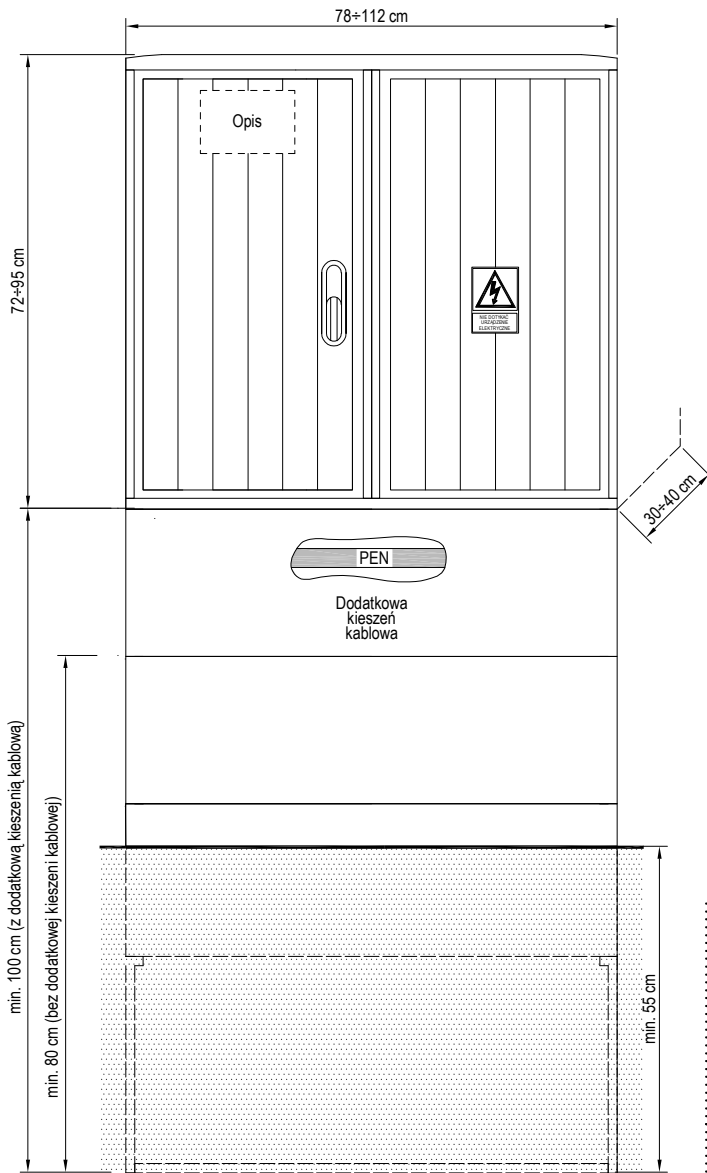 78÷112 cm
Opis
72÷95 cm
NIE DOTYKAĆ
URZĄDZENIE
ELEKTRYCZNE
30÷40 cm
PEN
Dodatkowa
kieszeń
kablowa
min. 100 cm (z dodatkową kieszenią kablową)
min. 80 cm (bez dodatkowej kieszeni kablowej)
min. 55 cm